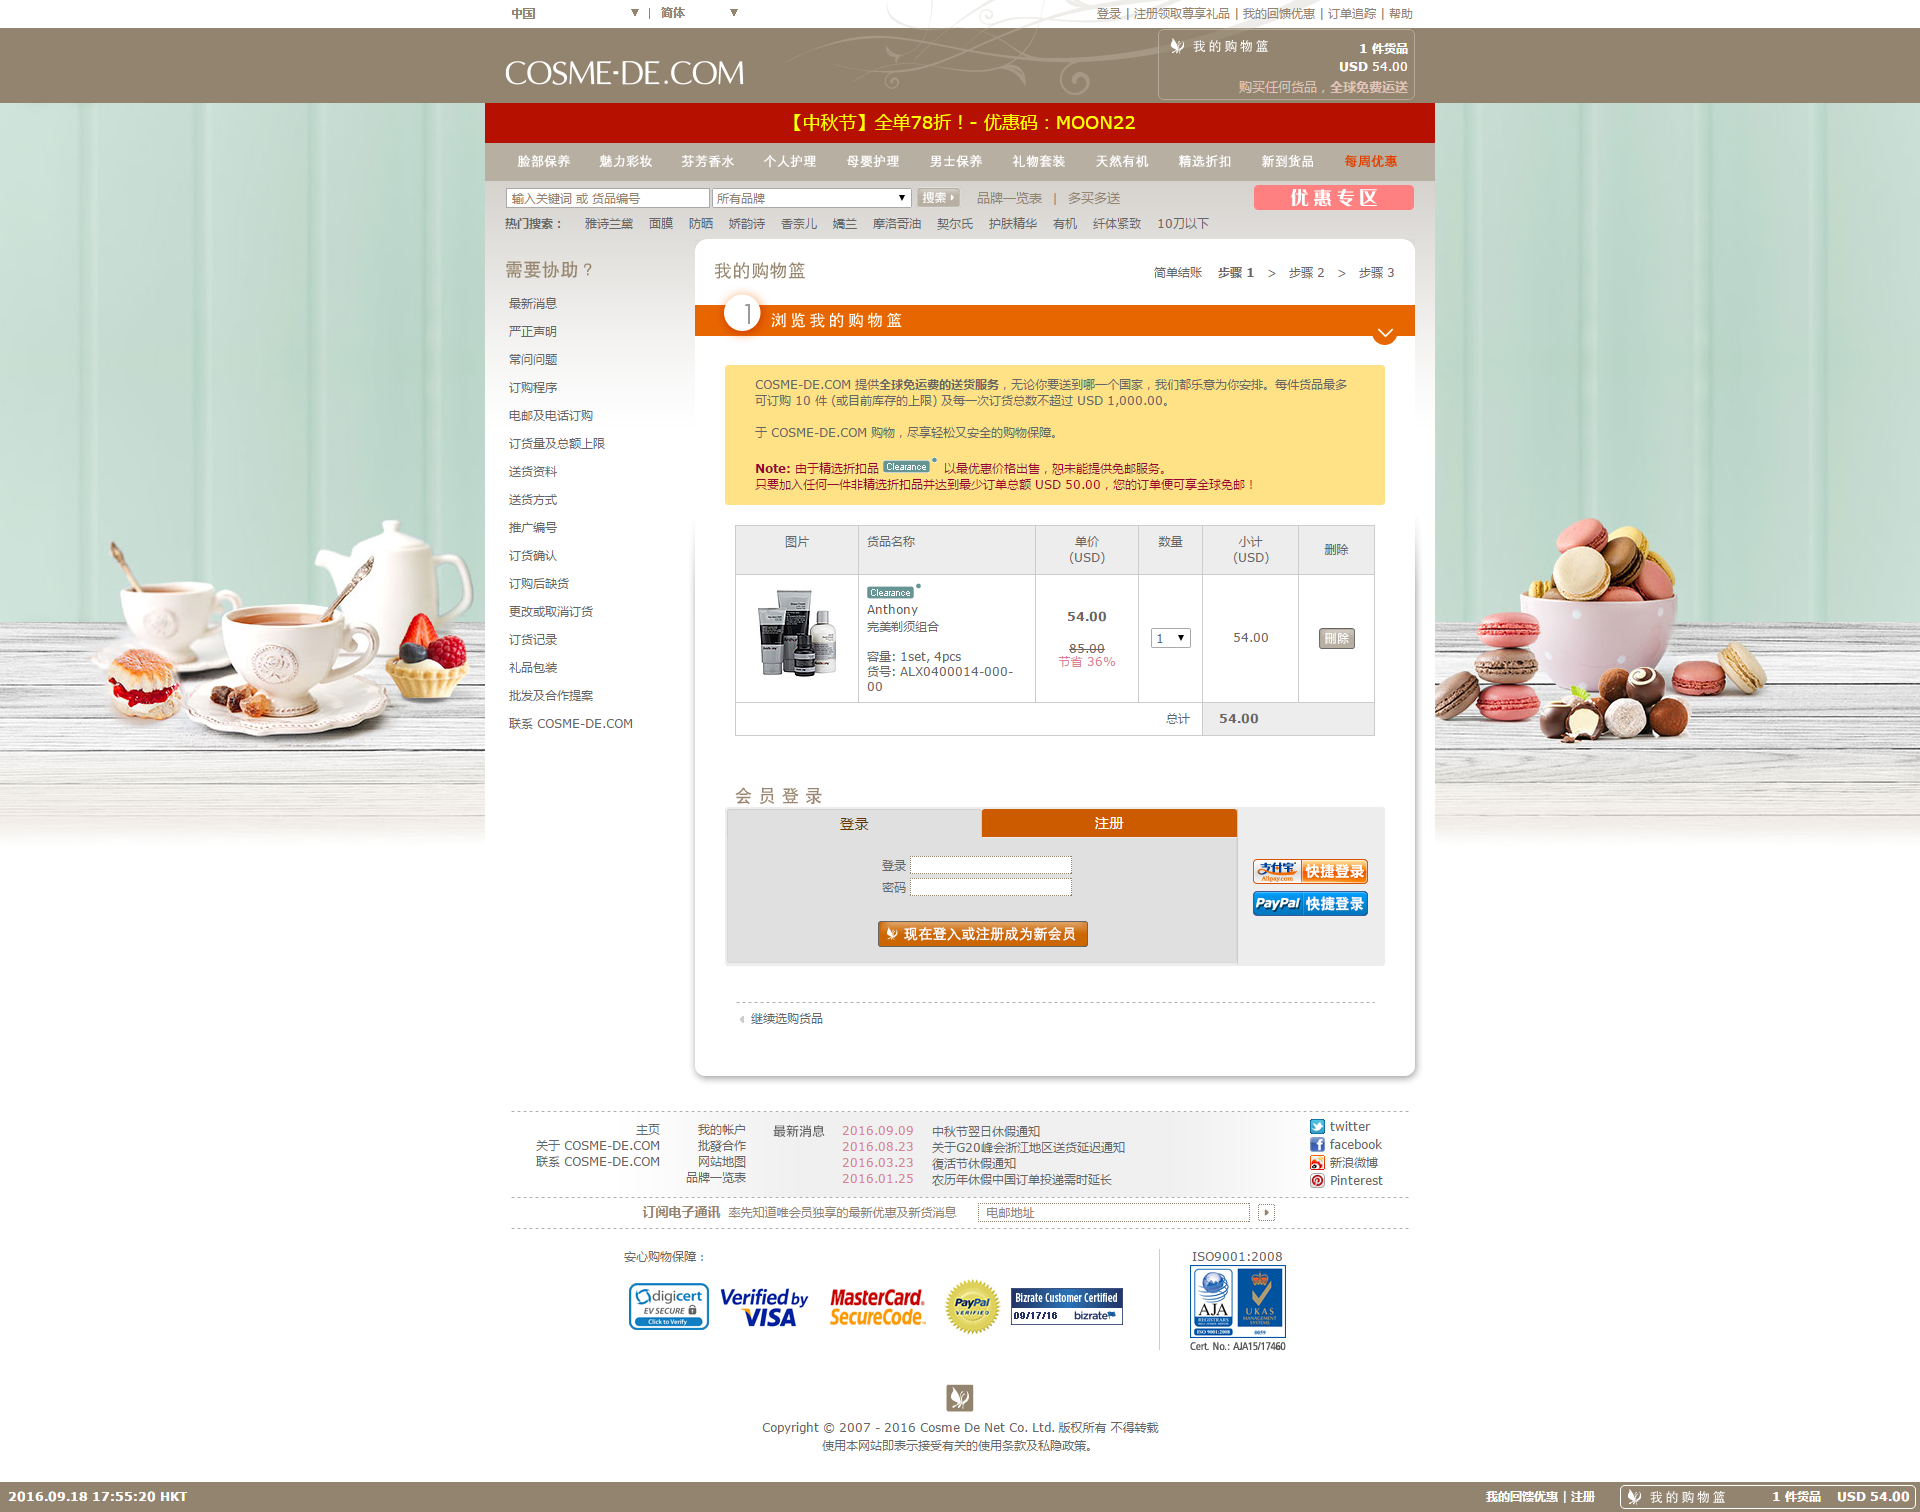 中国 | 简体
登录 | 注册领取尊享礼品 | 我的回馈优惠 | 订单追踪 | 帮助
COSME-DE.COM
我的购物篮
1 件货品
USD 54.00
购买任何货品，全球免费运送
【中秋节】全单78折！- 优惠码：MOON22
脸部保养 魅力彩妆 芬芳香水 个人护理 母婴护理 男士保养 礼物套装 天然有机 精选折扣 新到货品 每周优惠
输入关键词 或 货品编号 所有品牌 搜索 品牌一览表 | 多买多送 优惠专区
热门搜索： 雅诗兰黛 面膜 防晒 娇韵诗 香奈儿 娇兰 摩洛哥油 契尔氏 护肤精华 有机 纤体紧致 10刀以下
需要协助？
最新消息
严正声明
常问问题
订购程序
电邮及电话订购
订货量及总额上限
送货资料
送货方式
推广编号
订货确认
订购后缺货
更改或取消订货
订货记录
礼品包装
批发及合作提案
联系 COSME-DE.COM
我的购物篮
简单结账 步骤 1 > 步骤 2 > 步骤 3
1 浏览我的购物篮
COSME-DE.COM 提供全球免运费的送货服务，无论你要送到哪一个国家，我们都乐意为你安排。每件货品最多
可订购 10 件 (或目前库存的上限) 及每一次订货总数不超过 USD 1,000.00。
于 COSME-DE.COM 购物，尽享轻松又安全的购物保障。
Note: 由于精选折扣品 Clearance 以最优惠价格出售，恕未能提供免邮服务。
只要加入任何一件非精选折扣品并达到最少订单总额 USD 50.00，您的订单便可享全球免邮！
图片 货品名称 单价 (USD) 数量 小计 (USD) 删除
Clearance
Anthony
完美剃须组合
容量: 1set, 4pcs
货号: ALX0400014-000-
00
54.00
85.00
节省 36%
1
54.00
刪除
总计 54.00
会员登录
登录 注册
登录
密码
现在登入或注册成为新会员
支付宝 Alipay.com 快捷登录
PayPal 快捷登录
继续选购货品
主页
关于 COSME-DE.COM
联系 COSME-DE.COM
我的帐户
批發合作
网站地图
品牌一览表
最新消息
2016.09.09 中秋节翌日休假通知
2016.08.23 关于G20峰会浙江地区送货延迟通知
2016.03.23 復活节休假通知
2016.01.25 农历年休假中国订单投递需时延长
twitter
facebook
新浪微博
Pinterest
订阅电子通讯 率先知道唯会员独享的最新优惠及新货消息 电邮地址
安心购物保障：
digicert
EV SECURE
Click to Verify
Verified by
VISA
MasterCard.
SecureCode.
PayPal
VERIFIED
Bizrate Customer Certified
09/17/16 bizrate
ISO9001:2008
AJA
REGISTRARS
ISO 9001:2008
UKAS
MANAGEMENT
SYSTEMS
0059
Cert. No.: AJA15/17460
Copyright © 2007 - 2016 Cosme De Net Co. Ltd. 版权所有 不得转载
使用本网站即表示接受有关的使用条款及私隐政策。
2016.09.18 17:55:20 HKT
我的回馈优惠 | 注册
我的购物篮 1 件货品 USD 54.00